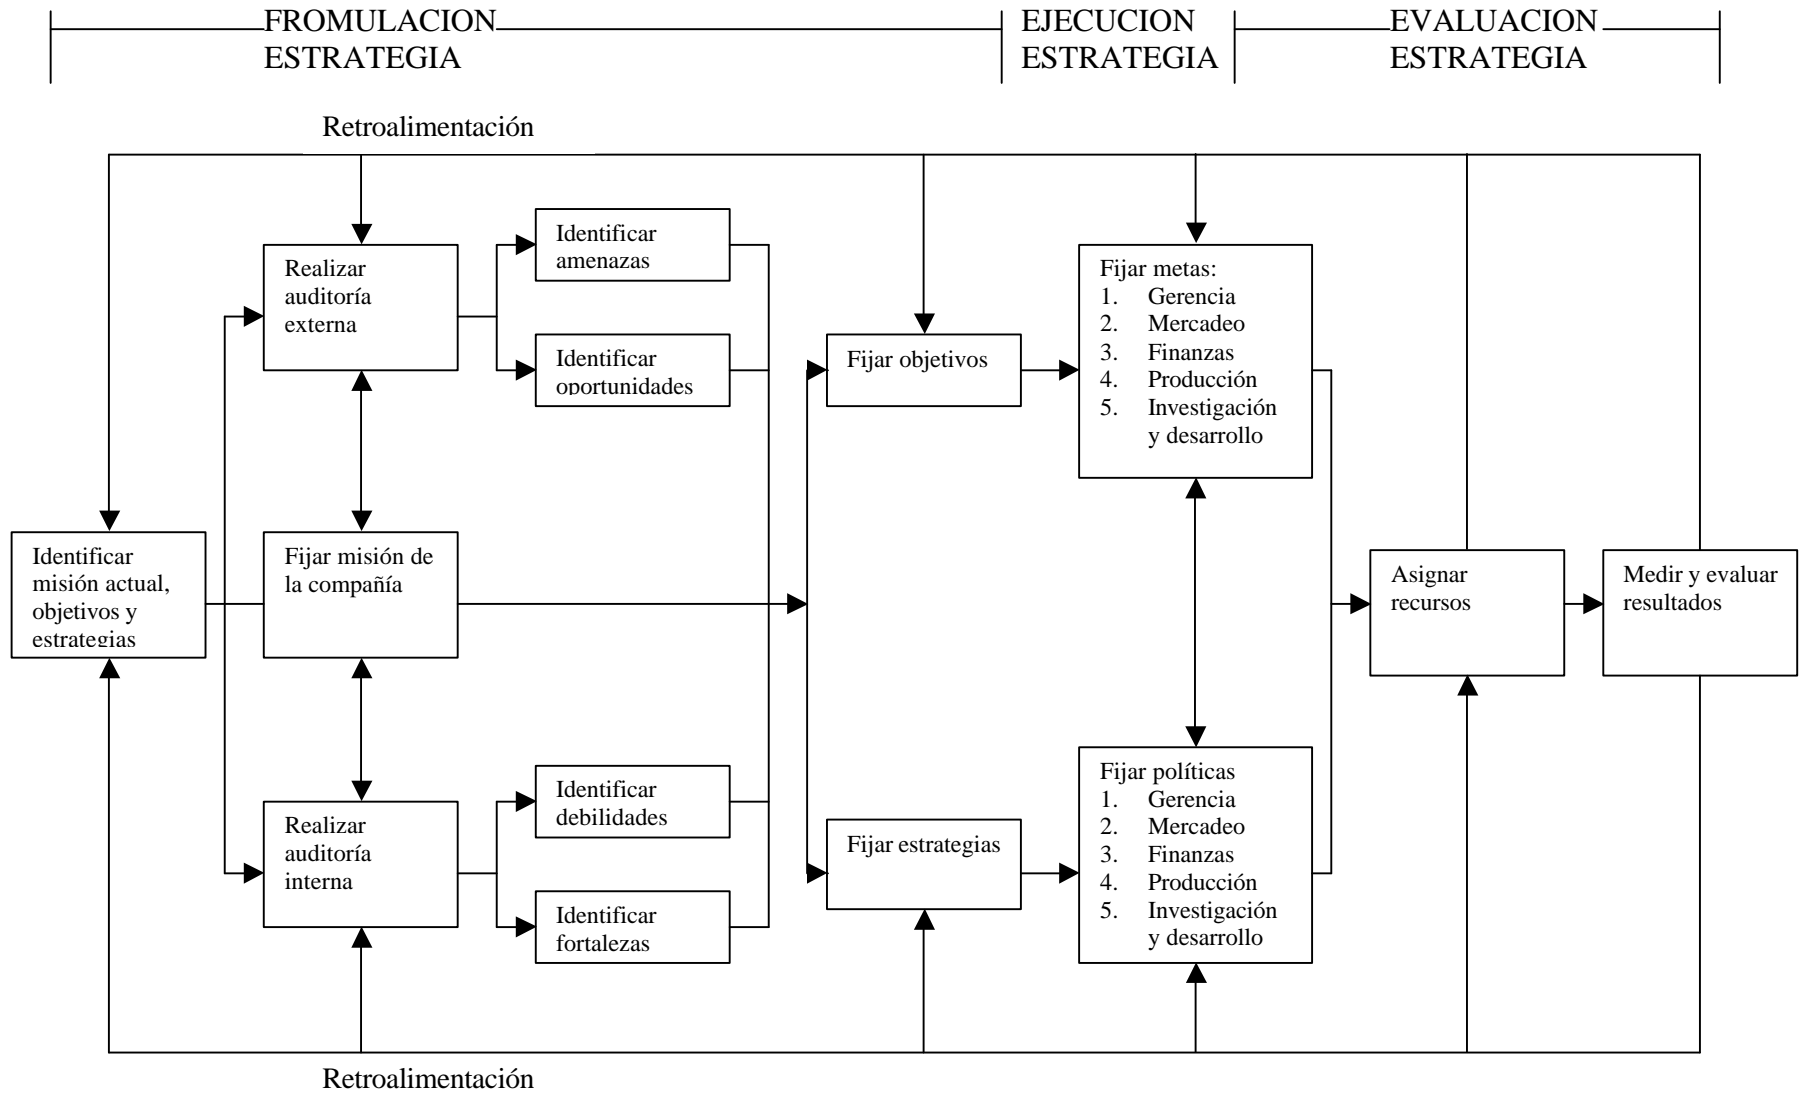 FROMULACION
ESTRATEGIA
EJECUCION
ESTRATEGIA
EVALUACION
ESTRATEGIA
Retroalimentación
Identificar
misión actual,
objetivos y
estrategias
Realizar
auditoría
externa
Fijar misión de
la compañía
Realizar
auditoría
interna
Identificar
amenazas
Identificar
oportunidades
Identificar
debilidades
Identificar
fortalezas
Fijar objetivos
Fijar estrategias
Fijar metas:
1. Gerencia
2. Mercadeo
3. Finanzas
4. Producción
5. Investigación
y desarrollo
Fijar políticas
1. Gerencia
2. Mercadeo
3. Finanzas
4. Producción
5. Investigación
y desarrollo
Asignar
recursos
Medir y evaluar
resultados
Retroalimentación